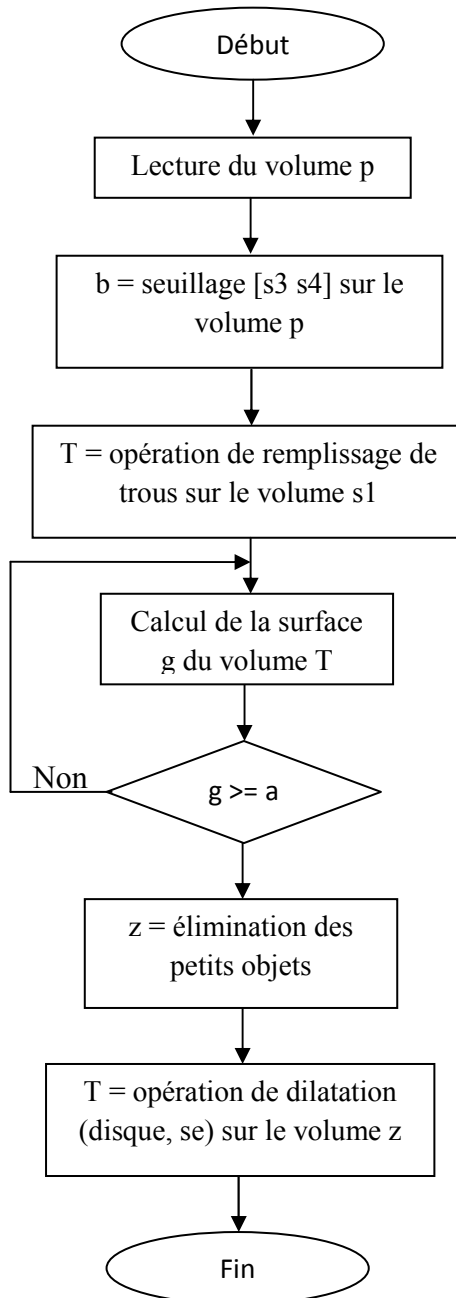 Début
Lecture du volume p
b = seuillage [s3 s4] sur le
volume p
T = opération de remplissage de
trous sur le volume s1
Calcul de la surface
g du volume T
Non
g >= a
z = élimination des
petits objets
T = opération de dilatation
(disque, se) sur le volume z
Fin